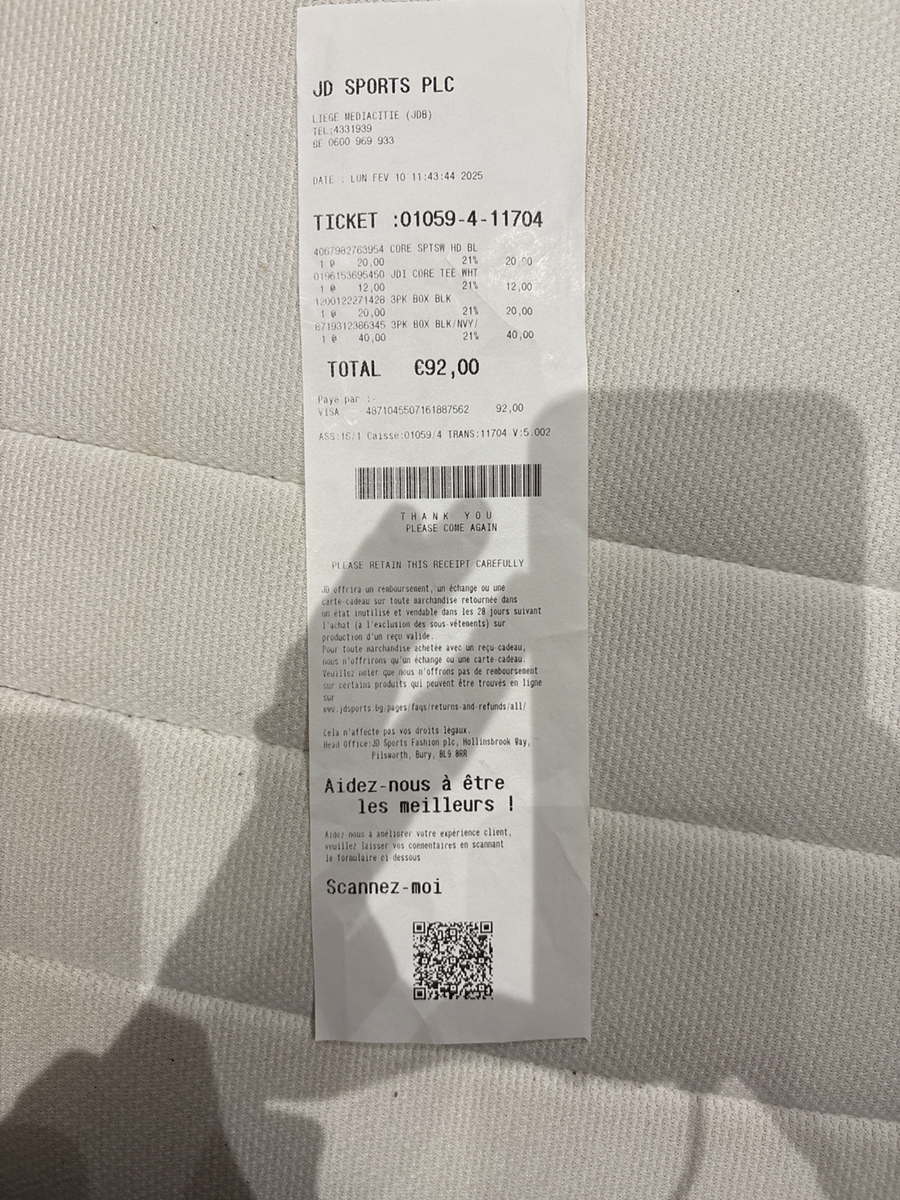 JD SPORTS PLC
LIEGE MEDIACITIE (JDB)
TEL:4331939
BE 0600 969 933
DATE : LUN FEV 10 11:43:44 2025
TICKET :01059-4-11704
4067982763954 CORE SPTSW HD BL
1 @ 20,00 21% 20,00
0196153695450 JDI CORE TEE WHT
1 @ 12,00 21% 12,00
1200122271428 3PK BOX BLK
1 @ 20,00 21% 20,00
8719312386345 3PK BOX BLK/NVY/
1 @ 40,00 21% 40,00
TOTAL €92,00
Paye par :-
VISA 4871045507161887562 92,00
ASS:16/1 Caisse:01059/4 TRANS:11704 V:5.002
THANK YOU
PLEASE COME AGAIN
PLEASE RETAIN THIS RECEIPT CAREFULLY
JD offrira un remboursement, un échange ou une
carte-cadeau sur toute marchandise retournée dans
un état inutilisé et vendable dans les 28 jours suivant
l'achat (à l'exclusion des sous-vêtements) sur
production d'un reçu valide.
Pour toute marchandise achetée avec un reçu-cadeau,
nous n'offrirons qu'un échange ou une carte-cadeau.
Veuillez noter que nous n'offrons pas de remboursement
sur certains produits qui peuvent être trouvés en ligne
sur
www.jdsports.bg/pages/faqs/returns-and-refunds/all/
Cela n'affecte pas vos droits légaux.
Head Office:JD Sports Fashion plc, Hollinsbrook Way,
Pilsworth, Bury, BL9 8RR
Aidez-nous à être
les meilleurs !
Aidez-nous à améliorer votre expérience client,
veuillez laisser vos commentaires en scannant
le formulaire ci dessous
Scannez-moi